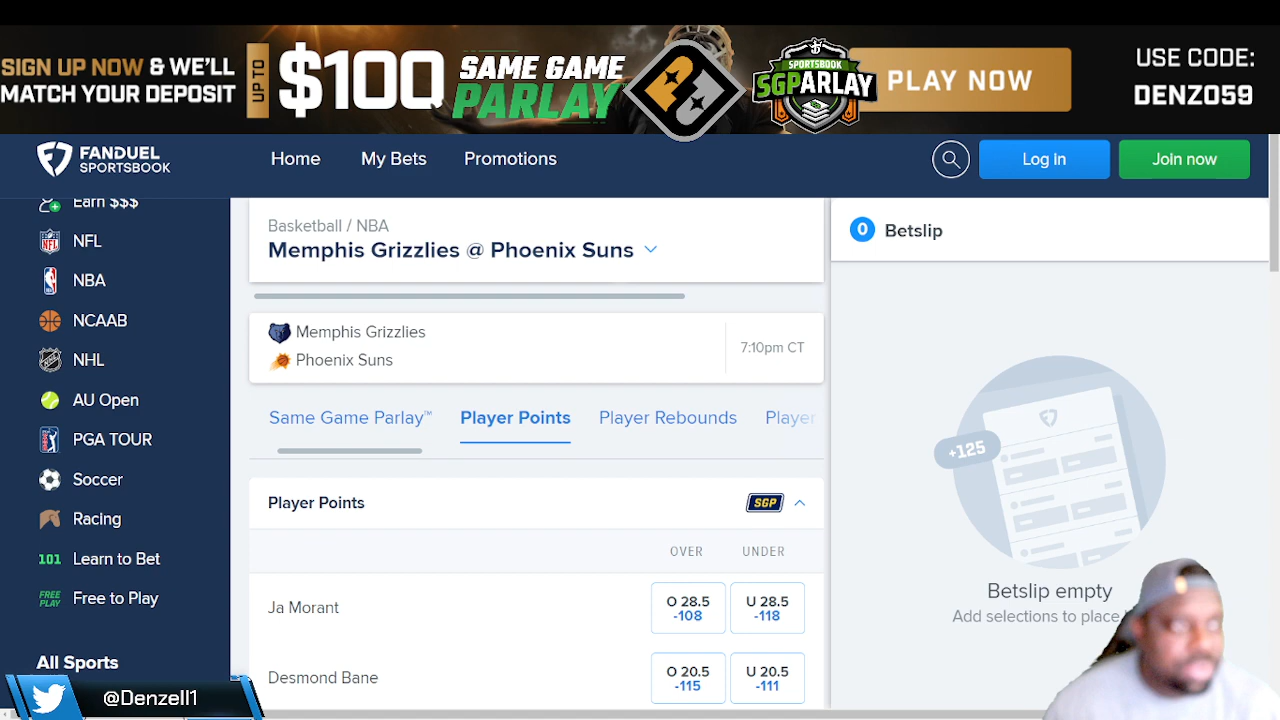 SIGN UP NOW & WE'LL
MATCH YOUR DEPOSIT
UP TO
$100
SAME GAME
PARLAY
SPORTSBOOK
SGPARLAY
PLAY NOW
USE CODE:
DENZO59
FANDUEL
SPORTSBOOK
Home
My Bets
Promotions
Log in
Join now
Earn $$$
NFL
NBA
NCAAB
NHL
AU Open
PGA TOUR
Soccer
Racing
101 Learn to Bet
FREE PLAY Free to Play
All Sports
@Denzell1
Basketball / NBA
Memphis Grizzlies @ Phoenix Suns
Memphis Grizzlies
Phoenix Suns
7:10pm CT
Same Game Parlay™
Player Points
Player Rebounds
Player
Player Points
SGP
OVER
UNDER
Ja Morant
O 28.5
-108
U 28.5
-118
Desmond Bane
O 20.5
-115
U 20.5
-111
0 Betslip
+125
Betslip empty
Add selections to place